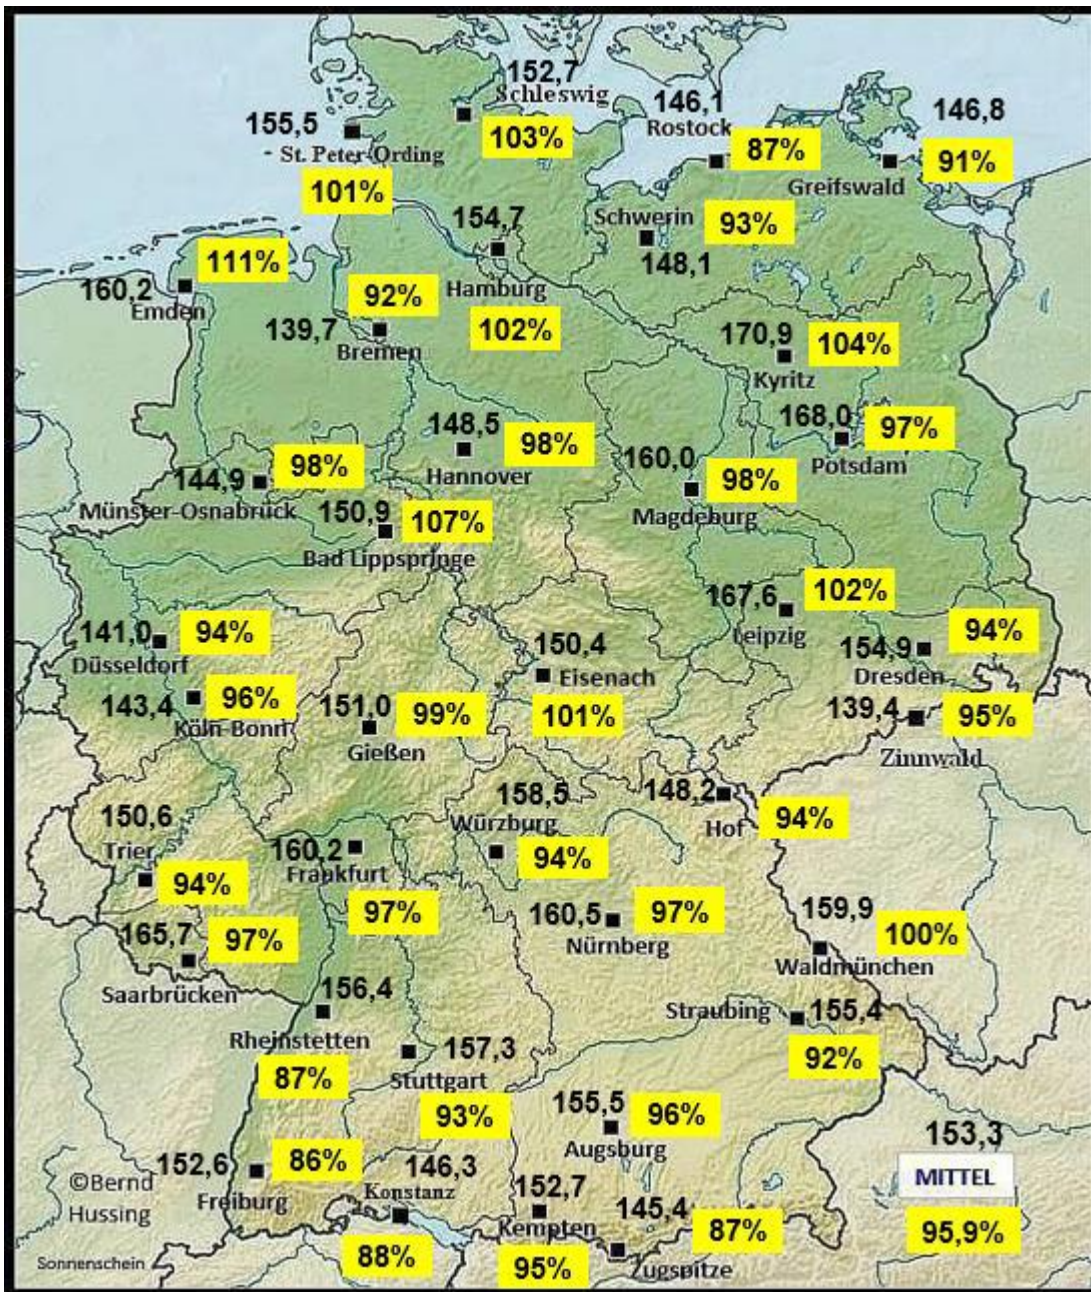 152,7
Schleswig
103%
155,5
St. Peter-Ording
101%
146,1
Rostock
87%
146,8
Greifswald
91%
Schwerin
93%
148,1
154,7
Hamburg
102%
111%
160,2
Emden
92%
139,7
Bremen
170,9
104%
Kyritz
168,0
97%
Potsdam
148,5
98%
Hannover
160,0
98%
Magdeburg
98%
144,9
Münster-Osnabrück
150,9
107%
Bad Lippspringe
102%
167,6
Leipzig
94%
154,9
Dresden
139,4
95%
Zinnwald
94%
141,0
Düsseldorf
96%
143,4
Köln-Bonn
150,4
Eisenach
101%
151,0
99%
Gießen
158,5
Würzburg
94%
148,2
Hof
94%
150,6
Trier
94%
160,2
Frankfurt
97%
165,7
97%
Saarbrücken
160,5
97%
Nürnberg
159,9
100%
Waldmünchen
156,4
Rheinstetten
87%
157,3
Stuttgart
93%
Straubing
155,4
92%
155,5
96%
Augsburg
152,6
86%
Freiburg
146,3
Konstanz
88%
152,7
Kempten
95%
145,4
87%
Zugspitze
153,3
MITTEL
95,9%
©Bernd
Hussing
Sonnenschein